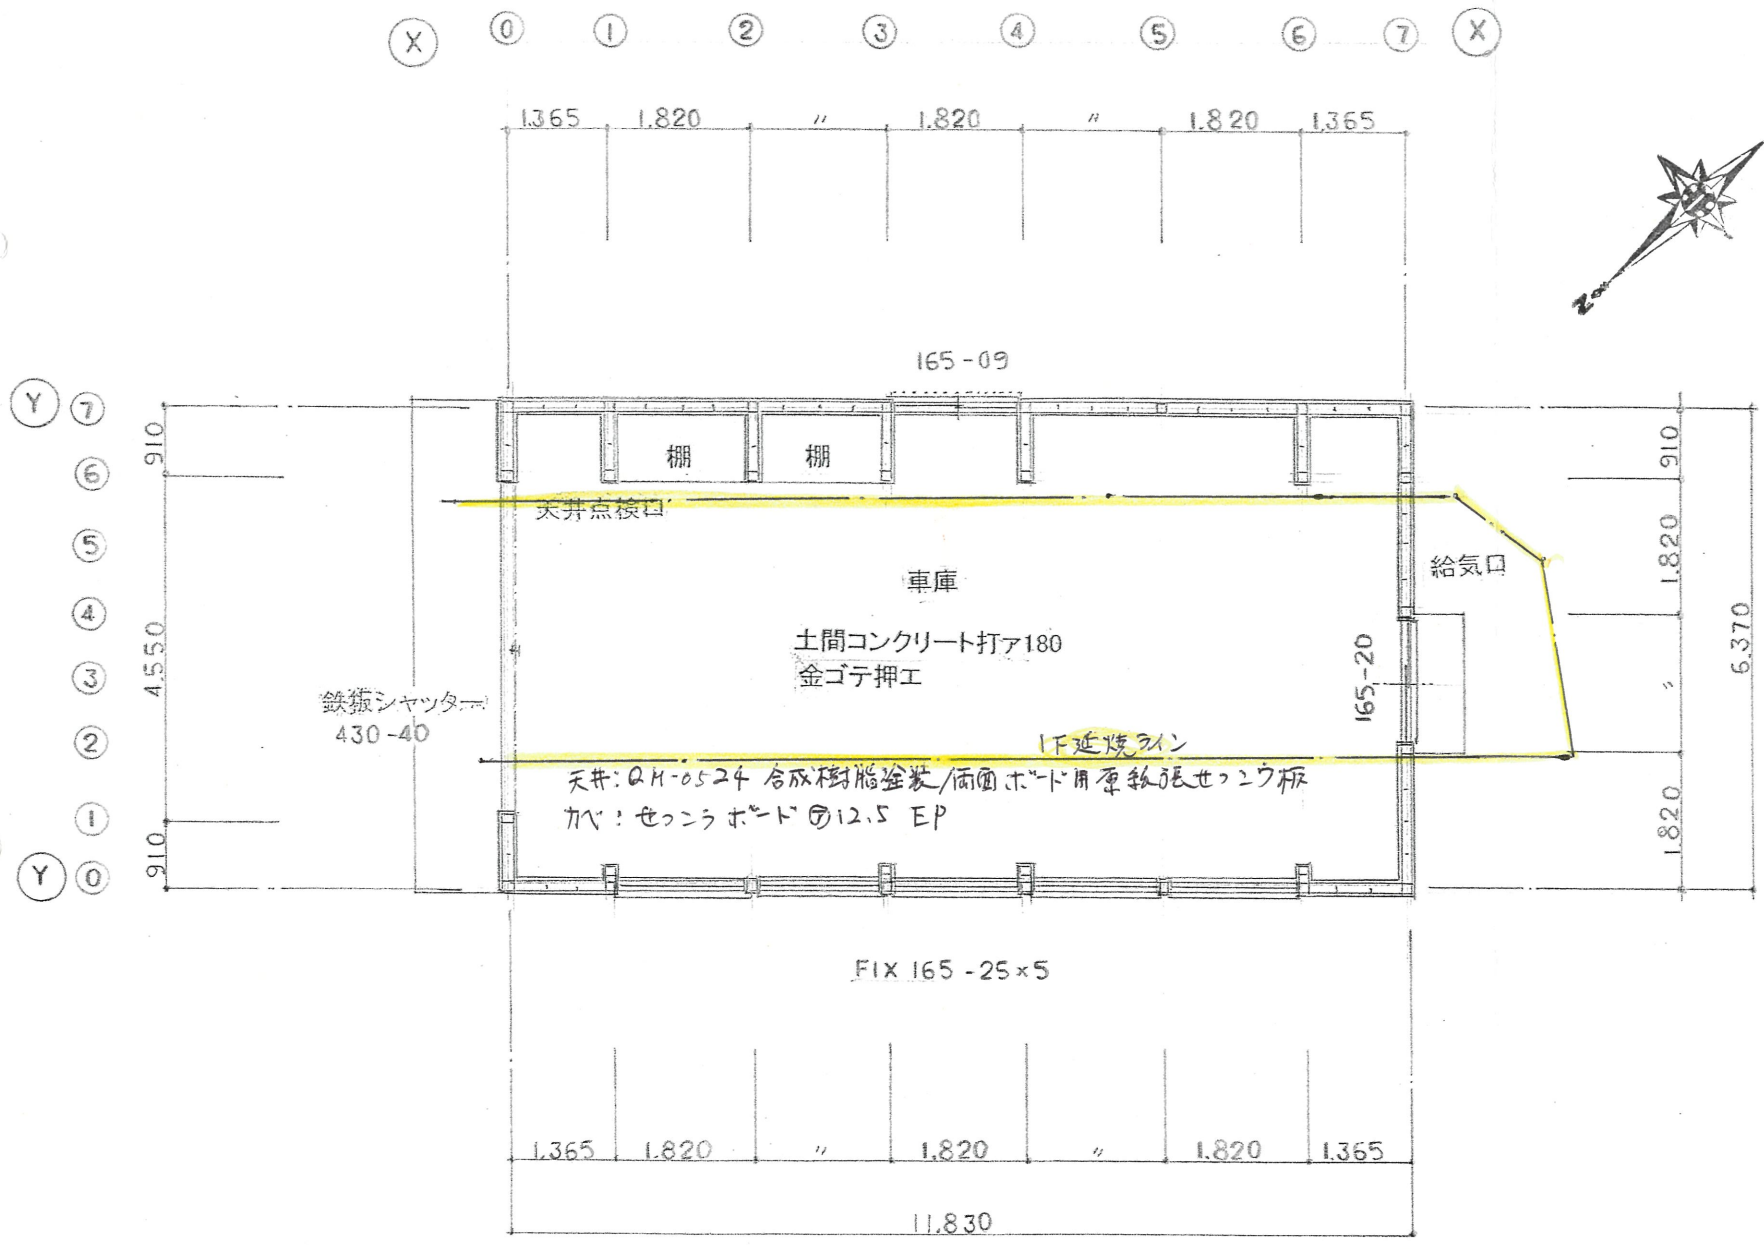 X 0 1 2 3 4 5 6 7 X
1.365 1.820 〃 1.820 〃 1.820 1.365
N
165-09
Y 7
910
6
5
4
4.550
3
2
1
910
Y 0
棚 棚
天井点検口
車庫
給気口
土間コンクリート打ア180
金ゴテ押エ
165-20
鉄板シャッター
430-40
1F延焼ライン
天井:QM-0524 合成樹脂塗装/両面ボード用原紙張せっこう板
カベ:せっこうボード ㋐12.5 EP
910
1.820
〃
1.820
6.370
FIX 165-25×5
1.365 1.820 〃 1.820 〃 1.820 1.365
11.830